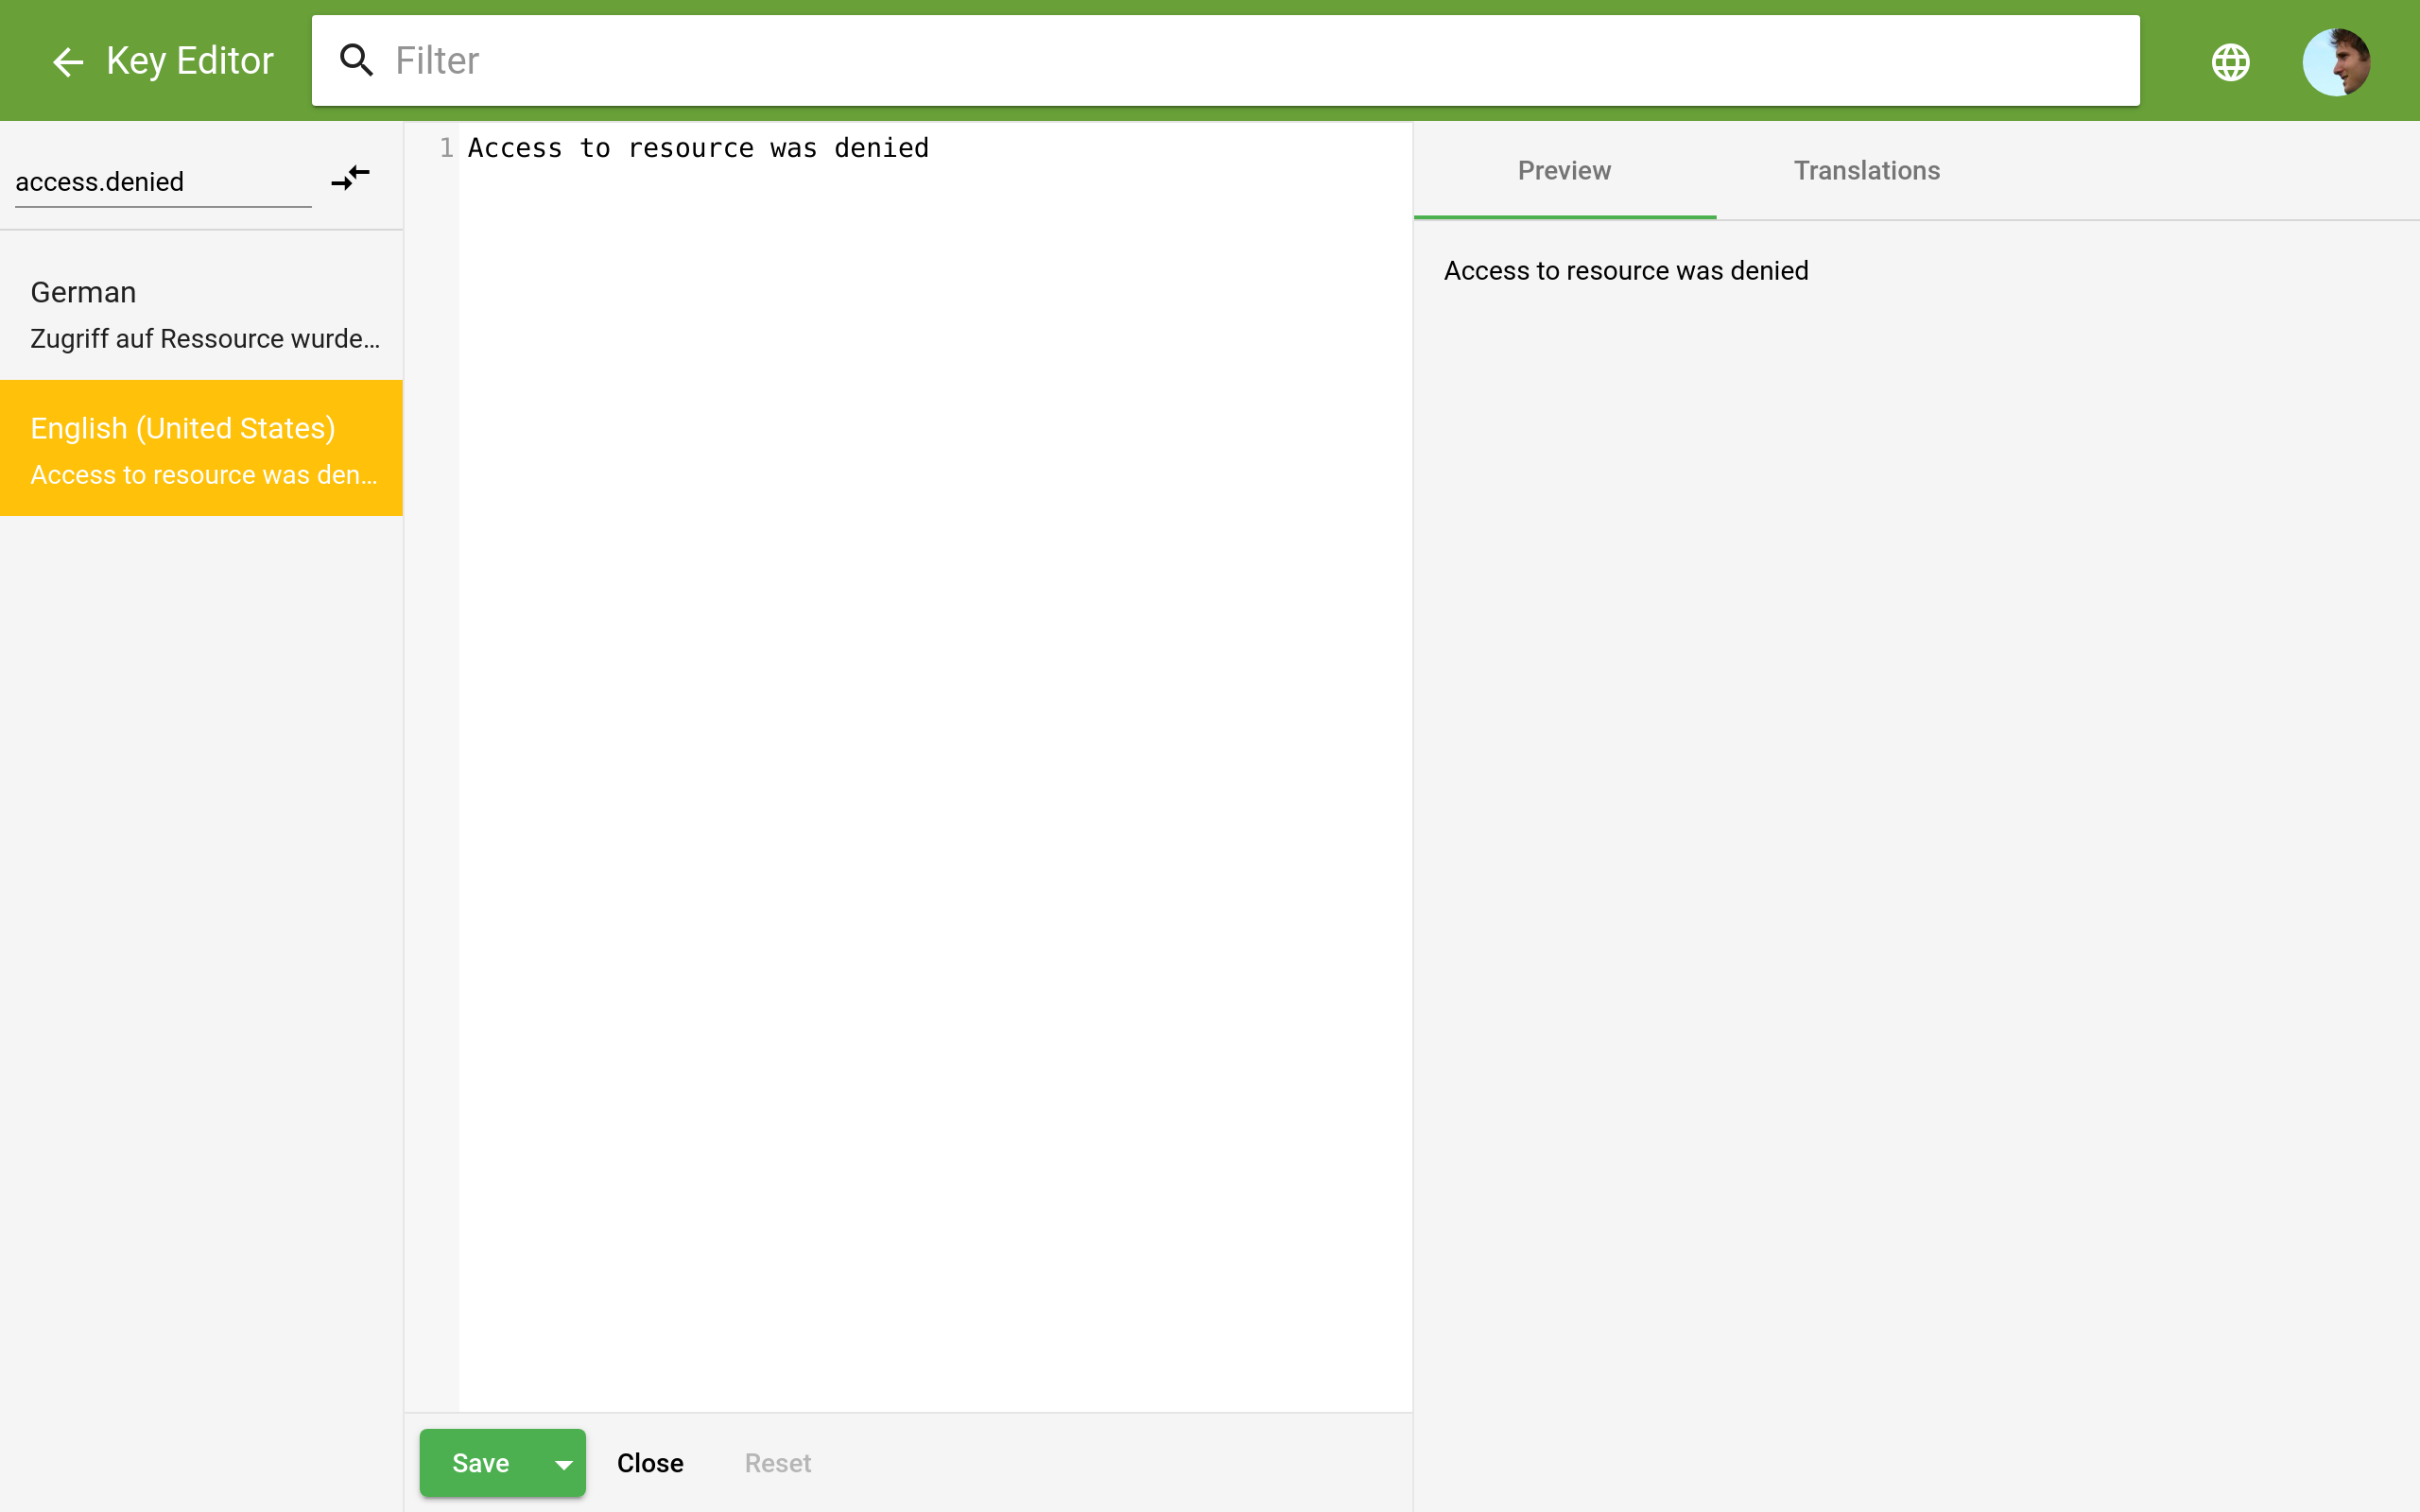 Key Editor
Filter
access.denied
German
Zugriff auf Ressource wurde...
English (United States)
Access to resource was den...
1 Access to resource was denied
Save
Close
Reset
Preview
Translations
Access to resource was denied